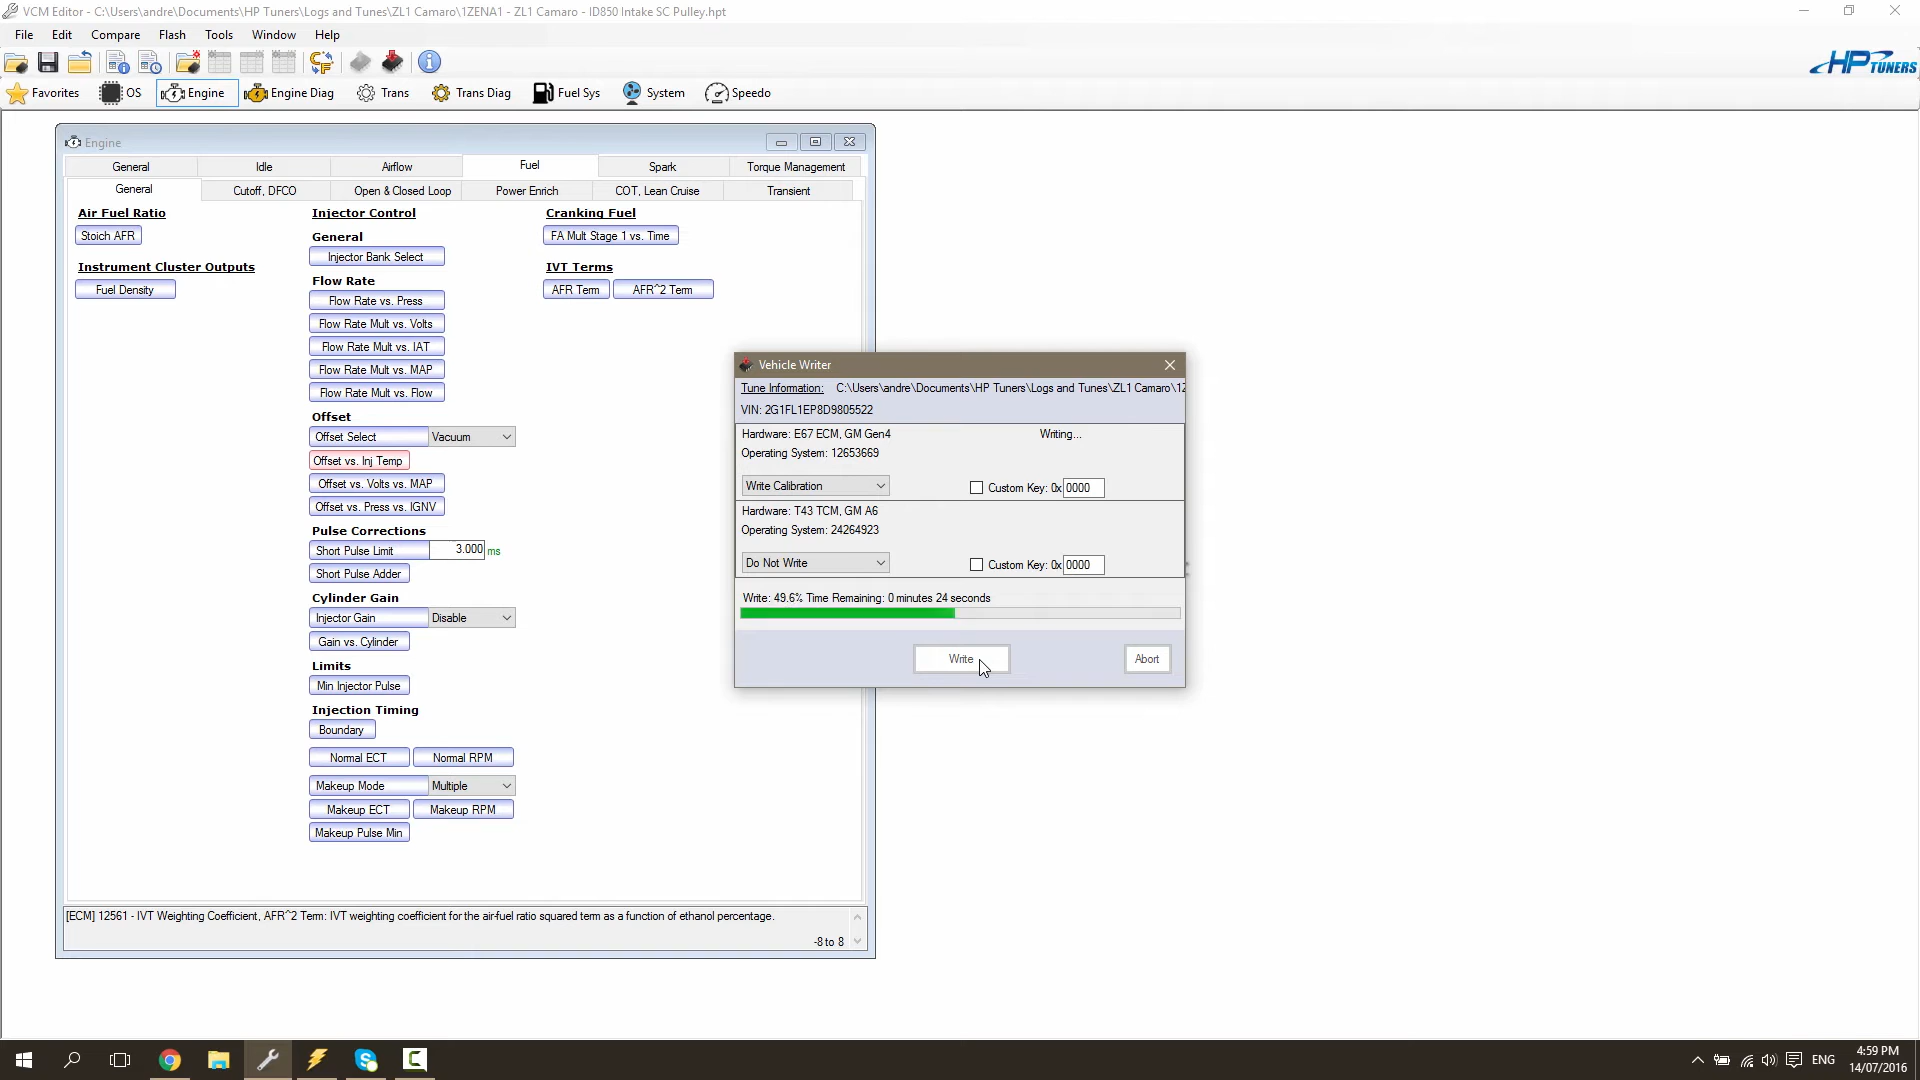 VCM Editor - C:\Users\andre\Documents\HP Tuners\Logs and Tunes\ZL1 Camaro\1ZENA1 - ZL1 Camaro - ID850 Intake SC Pulley.hpt
File Edit Compare Flash Tools Window Help
HP TUNERS
Favorites OS Engine Engine Diag Trans Trans Diag Fuel Sys System Speedo
Engine
General Idle Airflow Fuel Spark Torque Management
General Cutoff, DFCO Open & Closed Loop Power Enrich COT, Lean Cruise Transient
Air Fuel Ratio
Stoich AFR
Instrument Cluster Outputs
Fuel Density
Injector Control
General
Injector Bank Select
Flow Rate
Flow Rate vs. Press
Flow Rate Mult vs. Volts
Flow Rate Mult vs. IAT
Flow Rate Mult vs. MAP
Flow Rate Mult vs. Flow
Offset
Offset Select Vacuum
Offset vs. Inj Temp
Offset vs. Volts vs. MAP
Offset vs. Press vs. IGNV
Pulse Corrections
Short Pulse Limit 3.000 ms
Short Pulse Adder
Cylinder Gain
Injector Gain Disable
Gain vs. Cylinder
Limits
Min Injector Pulse
Injection Timing
Boundary
Normal ECT Normal RPM
Makeup Mode Multiple
Makeup ECT Makeup RPM
Makeup Pulse Min
Cranking Fuel
FA Mult Stage 1 vs. Time
IVT Terms
AFR Term AFR^2 Term
[ECM] 12561 - IVT Weighting Coefficient, AFR^2 Term: IVT weighting coefficient for the air-fuel ratio squared term as a function of ethanol percentage.
-8 to 8
Vehicle Writer
Tune Information: C:\Users\andre\Documents\HP Tuners\Logs and Tunes\ZL1 Camaro\1Z
VIN: 2G1FL1EP8D9805522
Hardware: E67 ECM, GM Gen4 Writing...
Operating System: 12653669
Write Calibration Custom Key: 0x 0000
Hardware: T43 TCM, GM A6
Operating System: 24264923
Do Not Write Custom Key: 0x 0000
Write: 49.6% Time Remaining: 0 minutes 24 seconds
Write Abort
ENG
4:59 PM
14/07/2016